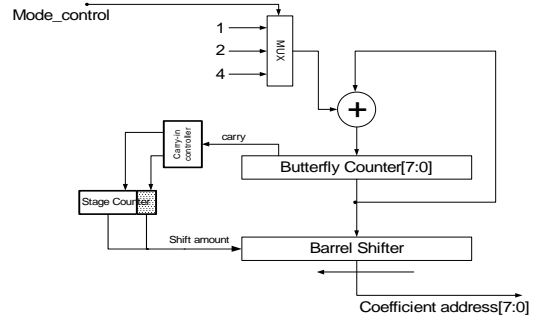 Mode_control
1
2
4
MUX
+
Carry-in
controller
carry
Butterfly Counter[7:0]
Stage Counter
Shift amount
Barrel Shifter
Coefficient address[7:0]